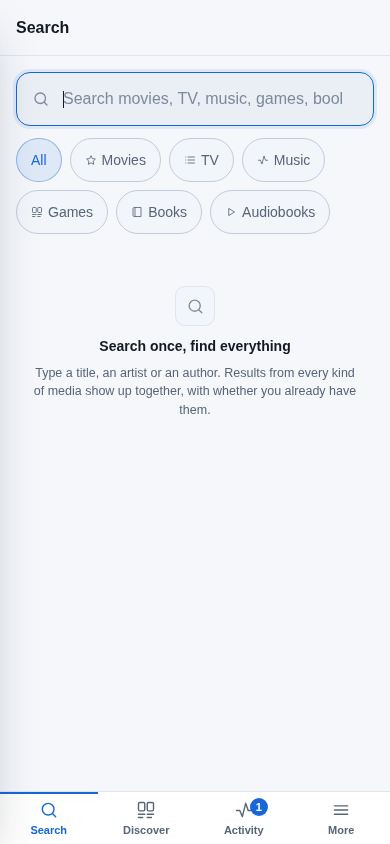 Search
Search movies, TV, music, games, bool
All
Movies
TV
Music
Games
Books
Audiobooks
Search once, find everything
Type a title, an artist or an author. Results from every kind
of media show up together, with whether you already have
them.
Search
Discover
1
Activity
More